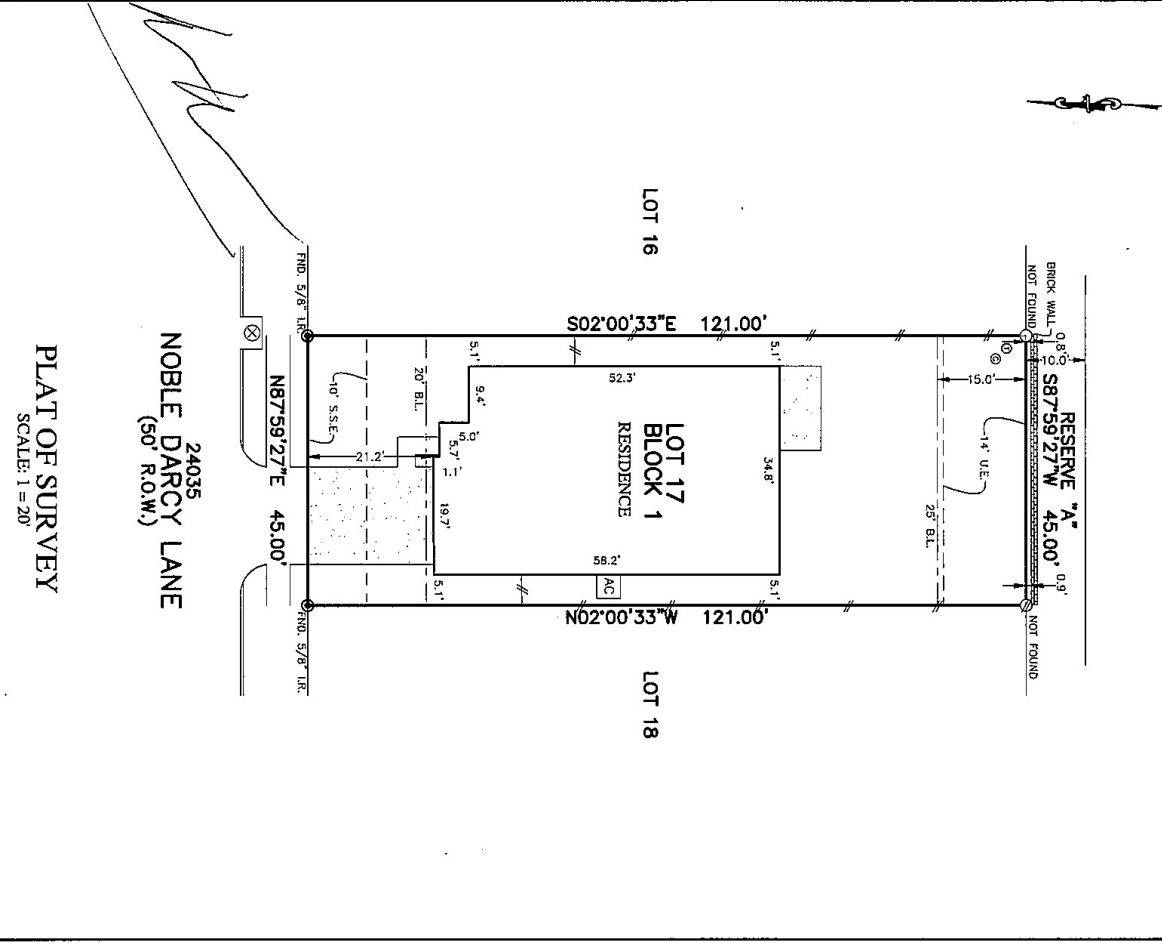 BRICK WALL
NOT FOUND
0.8'
10.0'
RESERVE "A"
S87°59'27"W 45.00'
0.9'
NOT FOUND
T
C
15.0'
14' U.E.
25' B.L.
LOT 16
S02°00'33"E 121.00'
5.1'
5.1'
52.3'
34.8'
LOT 17
BLOCK 1
RESIDENCE
9.4'
5.0'
5.7'
1.1'
19.7'
58.2'
AC
5.1'
5.1'
N02°00'33"W 121.00'
LOT 18
20' B.L.
10' S.S.E.
21.2'
FND. 5/8" I.R.
N87°59'27"E 45.00'
FND. 5/8" I.R.
24035
NOBLE DARCY LANE
(50' R.O.W.)
PLAT OF SURVEY
SCALE: 1 = 20'